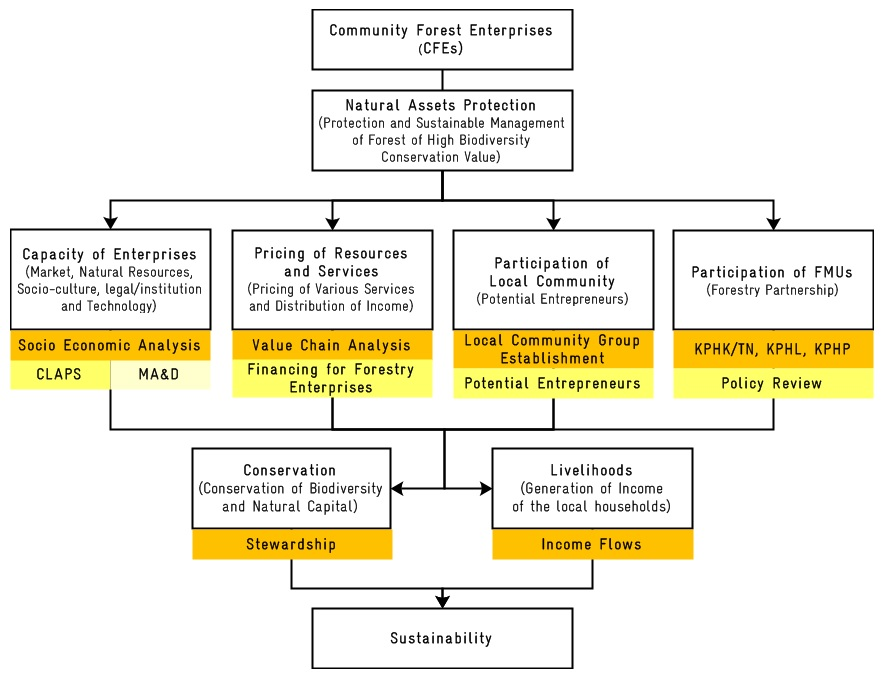 Community Forest Enterprises
(CFEs)
Natural Assets Protection
(Protection and Sustainable Management
of Forest of High Biodiversity
Conservation Value)
Capacity of Enterprises
(Market, Natural Resources,
Socio-culture, legal/institution
and Technology)
Socio Economic Analysis
CLAPS
MA&D
Pricing of Resources
and Services
(Pricing of Various Services
and Distribution of Income)
Value Chain Analysis
Financing for Forestry
Enterprises
Participation of
Local Community
(Potential Entrepreneurs)
Local Community Group
Establishment
Potential Entrepreneurs
Participation of FMUs
(Forestry Partnership)
KPHK/TN, KPHL, KPHP
Policy Review
Conservation
(Conservation of Biodiversity
and Natural Capital)
Stewardship
Livelihoods
(Generation of Income
of the local households)
Income Flows
Sustainability